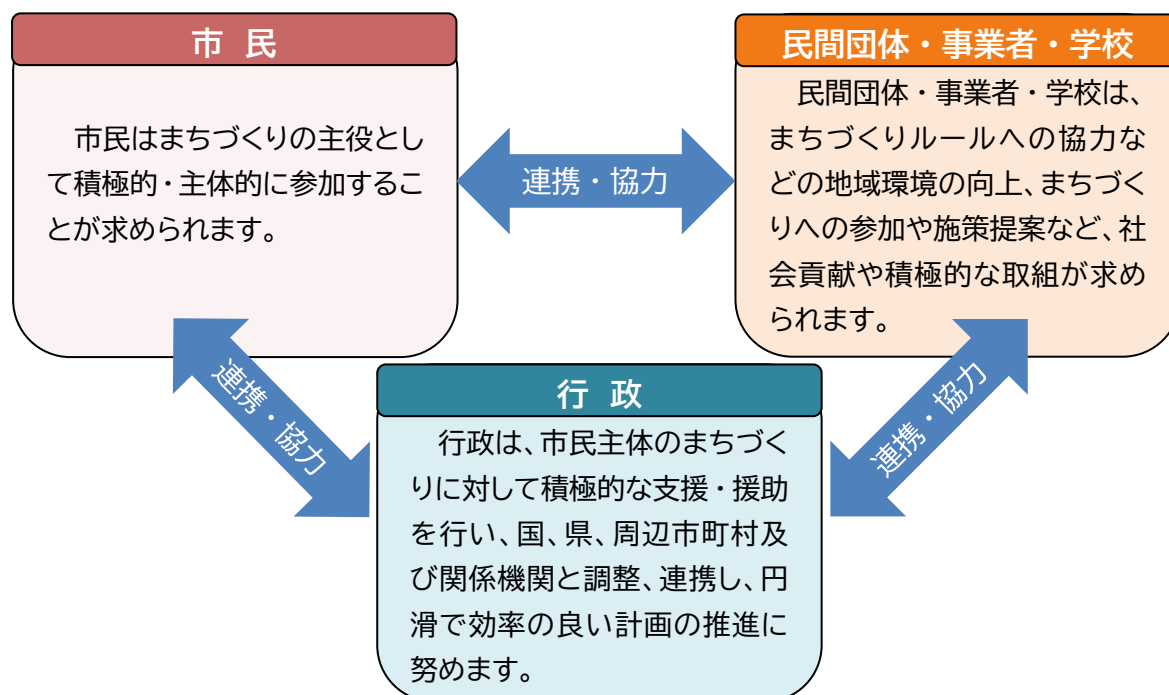 市 民
市民はまちづくりの主役とし
て積極的・主体的に参加するこ
とが求められます。
連携・協力
民間団体・事業者・学校
民間団体・事業者・学校は、
まちづくりルールへの協力な
どの地域環境の向上、まちづく
りへの参加や施策提案など、社
会貢献や積極的な取組が求め
られます。
連携・協力
連携・協力
行 政
行政は、市民主体のまちづく
りに対して積極的な支援・援助
を行い、国、県、周辺市町村及
び関係機関と調整、連携し、円
滑で効率の良い計画の推進に
努めます。